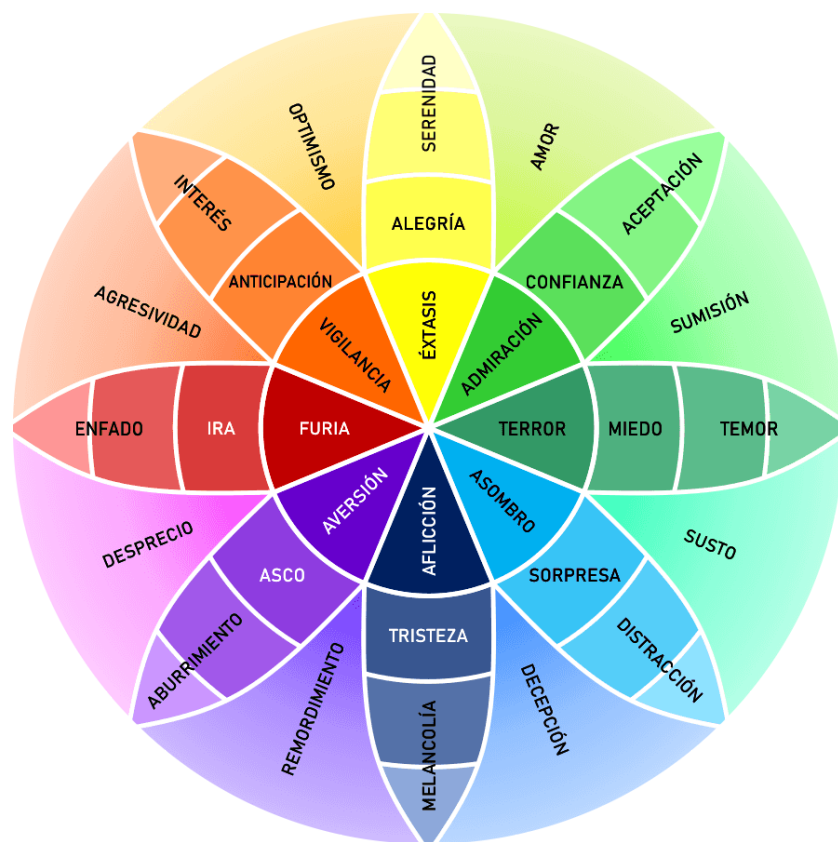 SERENIDAD
OPTIMISMO
AMOR
INTERÉS
ACEPTACIÓN
ALEGRÍA
ANTICIPACIÓN
CONFIANZA
AGRESIVIDAD
SUMISIÓN
VIGILANCIA
ÉXTASIS
ADMIRACIÓN
ENFADO
IRA
FURIA
TERROR
MIEDO
TEMOR
AVERSIÓN
AFLICCIÓN
ASOMBRO
DESPRECIO
SUSTO
ASCO
SORPRESA
ABURRIMIENTO
TRISTEZA
DISTRACCIÓN
REMORDIMIENTO
DECEPCIÓN
MELANCOLÍA